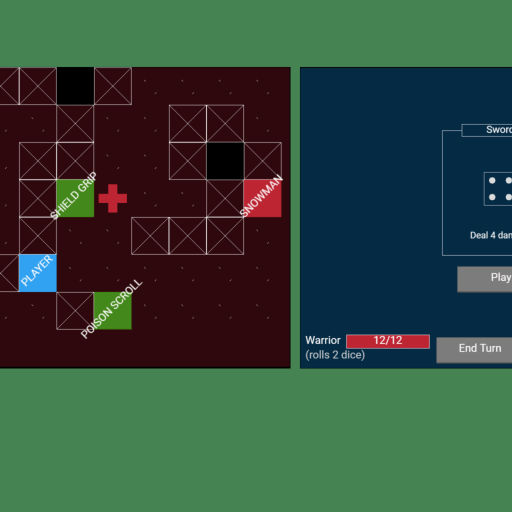 SHIELD GRIP
SNOWMAN
PLAYER
POISON SCROLL
Sword
Deal 4 dam
Play
Warrior 12/12
(rolls 2 dice)
End Turn